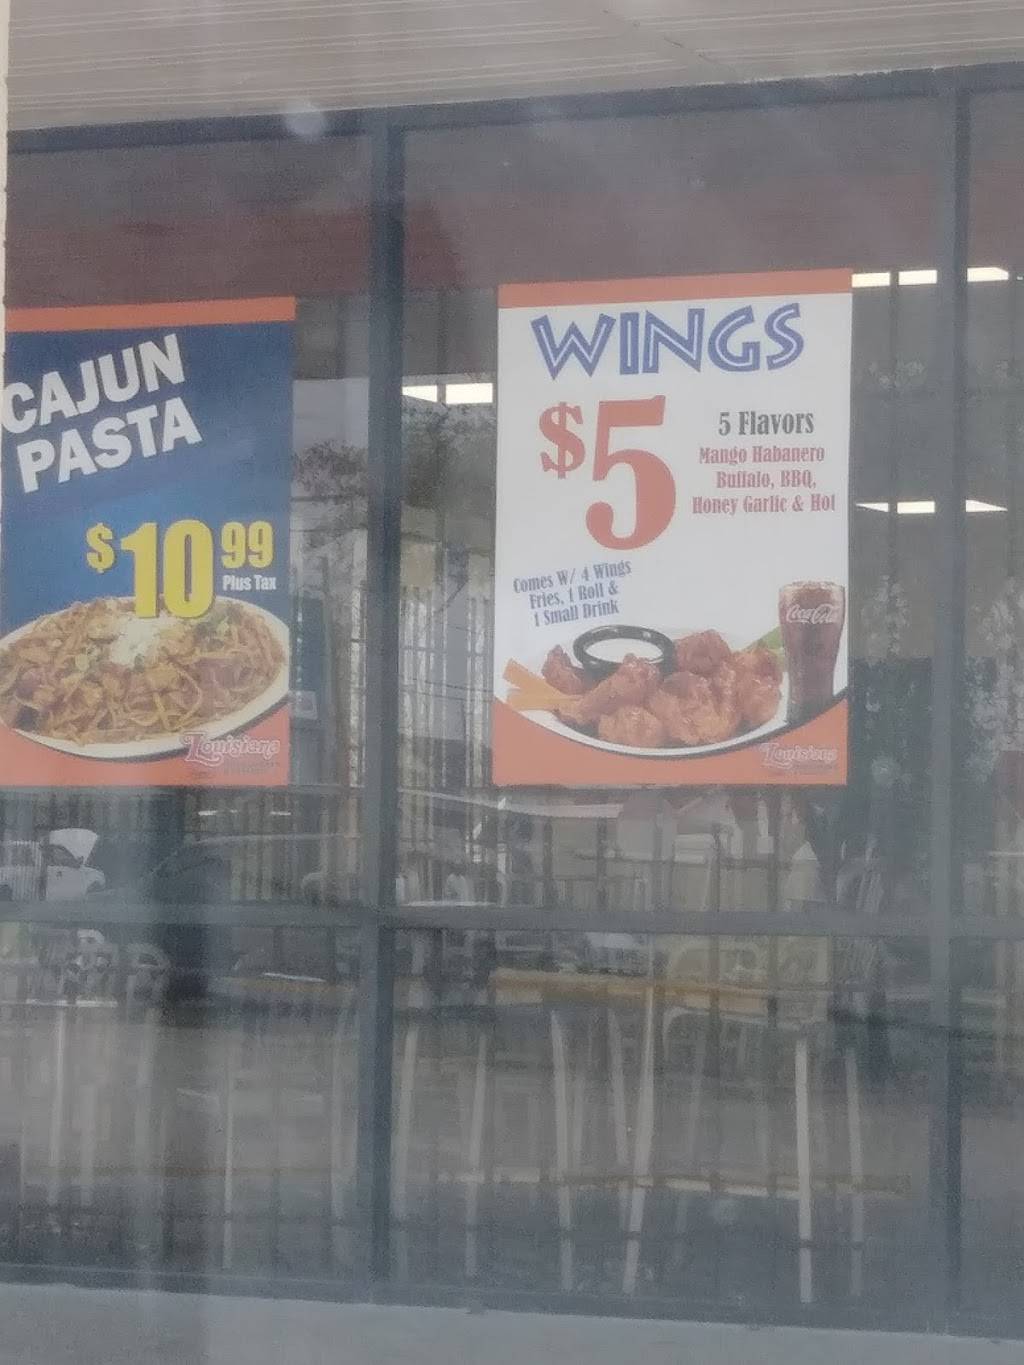 CAJUN
PASTA
$10 99
Plus Tax
Louisiana
WINGS
$5
5 Flavors
Mango Habanero
Buffalo, BBQ,
Honey Garlic & Hot
Comes W/ 4 Wings
Fries, 1 Roll &
1 Small Drink
Coca-Cola
Louisiana